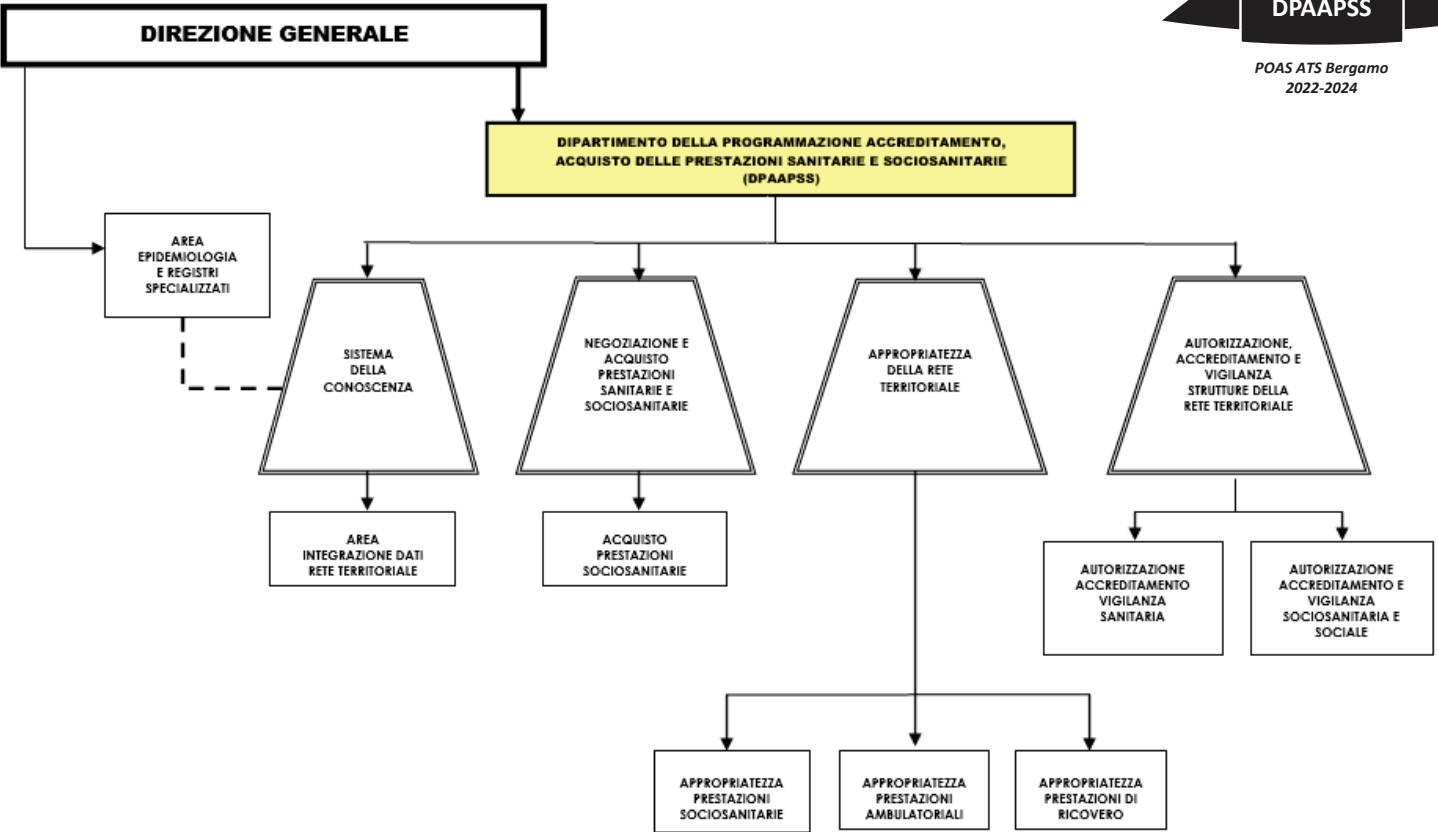 DIREZIONE GENERALE
DPAAPSS
POAS ATS Bergamo
2022-2024
DIPARTIMENTO DELLA PROGRAMMAZIONE ACCREDITAMENTO,
ACQUISTO DELLE PRESTAZIONI SANITARIE E SOCIOSANITARIE
(DPAAPSS)
AREA
EPIDEMIOLOGIA
E REGISTRI
SPECIALIZZATI
SISTEMA
DELLA
CONOSCENZA
NEGOZIAZIONE E
ACQUISTO
PRESTAZIONI
SANITARIE E
SOCIOSANITARIE
APPROPRIATEZZA
DELLA RETE
TERRITORIALE
AUTORIZZAZIONE,
ACCREDITAMENTO E
VIGILANZA
STRUTTURE DELLA
RETE TERRITORIALE
AREA
INTEGRAZIONE DATI
RETE TERRITORIALE
ACQUISTO
PRESTAZIONI
SOCIOSANITARIE
AUTORIZZAZIONE
ACCREDITAMENTO
VIGILANZA
SANITARIA
AUTORIZZAZIONE
ACCREDITAMENTO E
VIGILANZA
SOCIOSANITARIA E
SOCIALE
APPROPRIATEZZA
PRESTAZIONI
SOCIOSANITARIE
APPROPRIATEZZA
PRESTAZIONI
AMBULATORIALI
APPROPRIATEZZA
PRESTAZIONI DI
RICOVERO